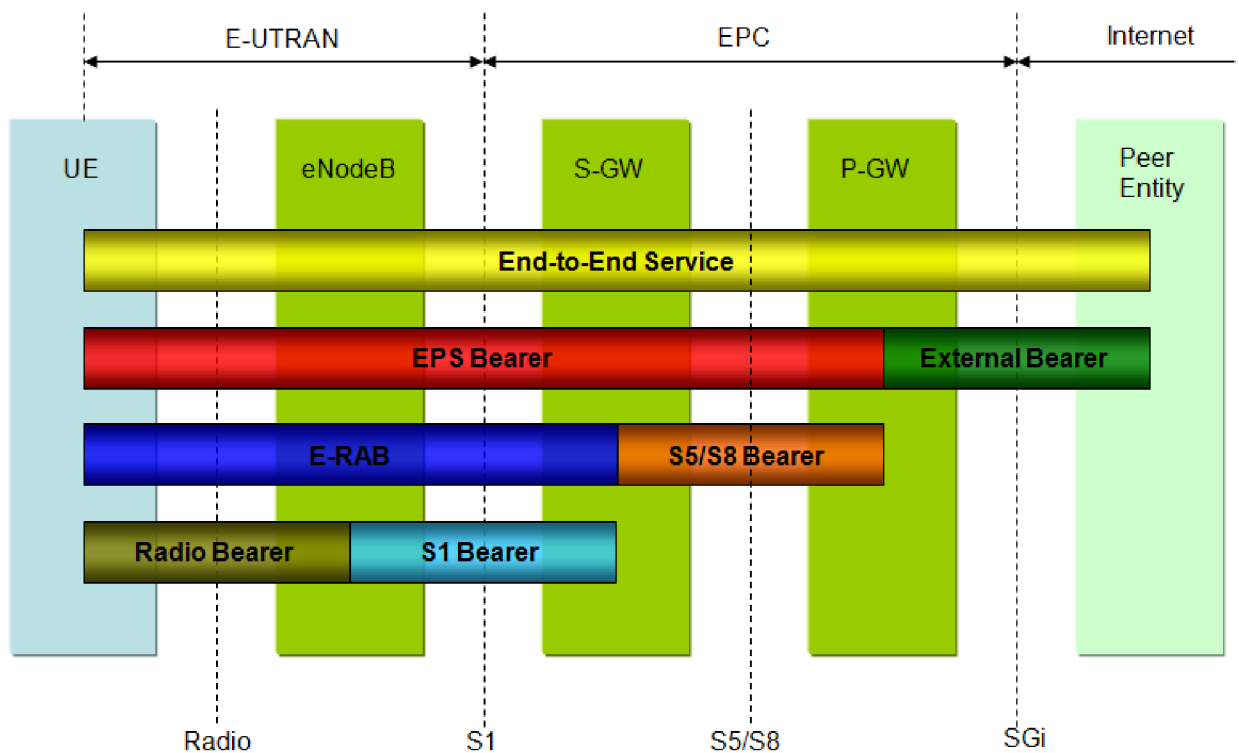 E-UTRAN
EPC
Internet
UE
eNodeB
S-GW
P-GW
Peer
Entity
End-to-End Service
EPS Bearer
External Bearer
E-RAB
S5/S8 Bearer
Radio Bearer
S1 Bearer
Radio
S1
S5/S8
SGi